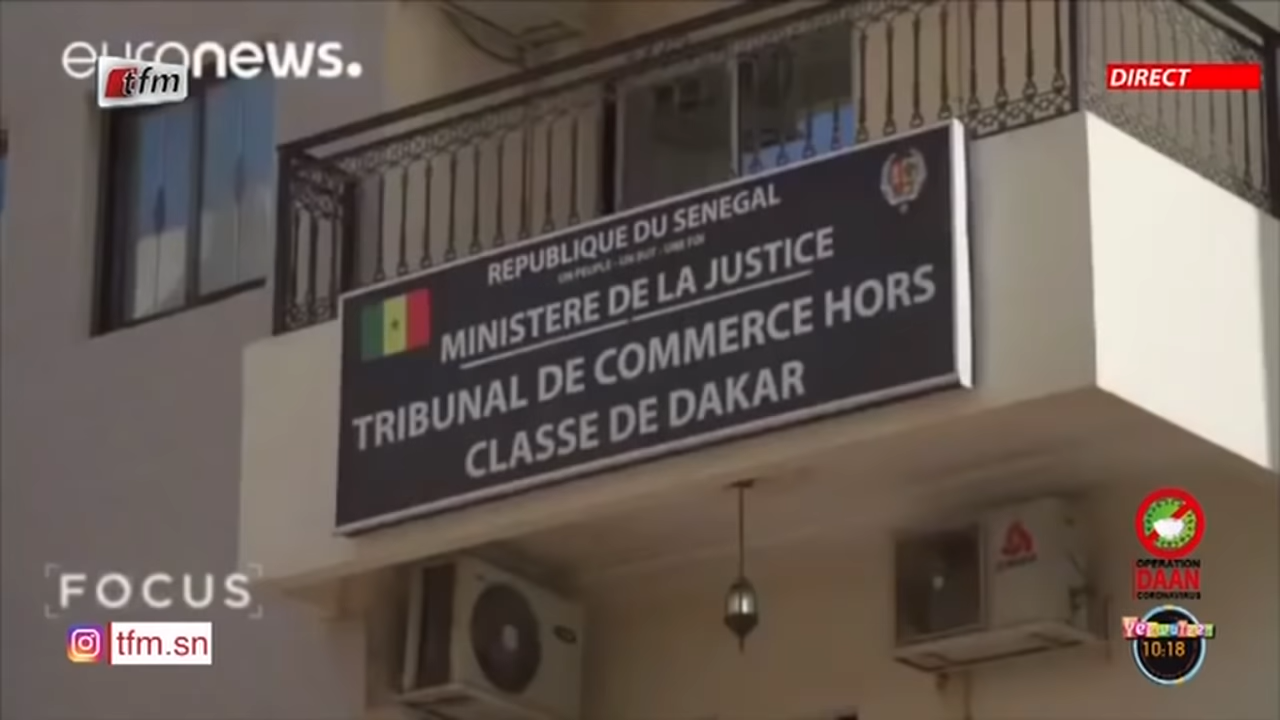 euronews.
tfm
DIRECT
REPUBLIQUE DU SENEGAL
UN PEUPLE - UN BUT - UNE FOI
MINISTERE DE LA JUSTICE
TRIBUNAL DE COMMERCE HORS
CLASSE DE DAKAR
FOCUS
tfm.sn
OPERATION
DAAN
CORONAVIRUS
10:18